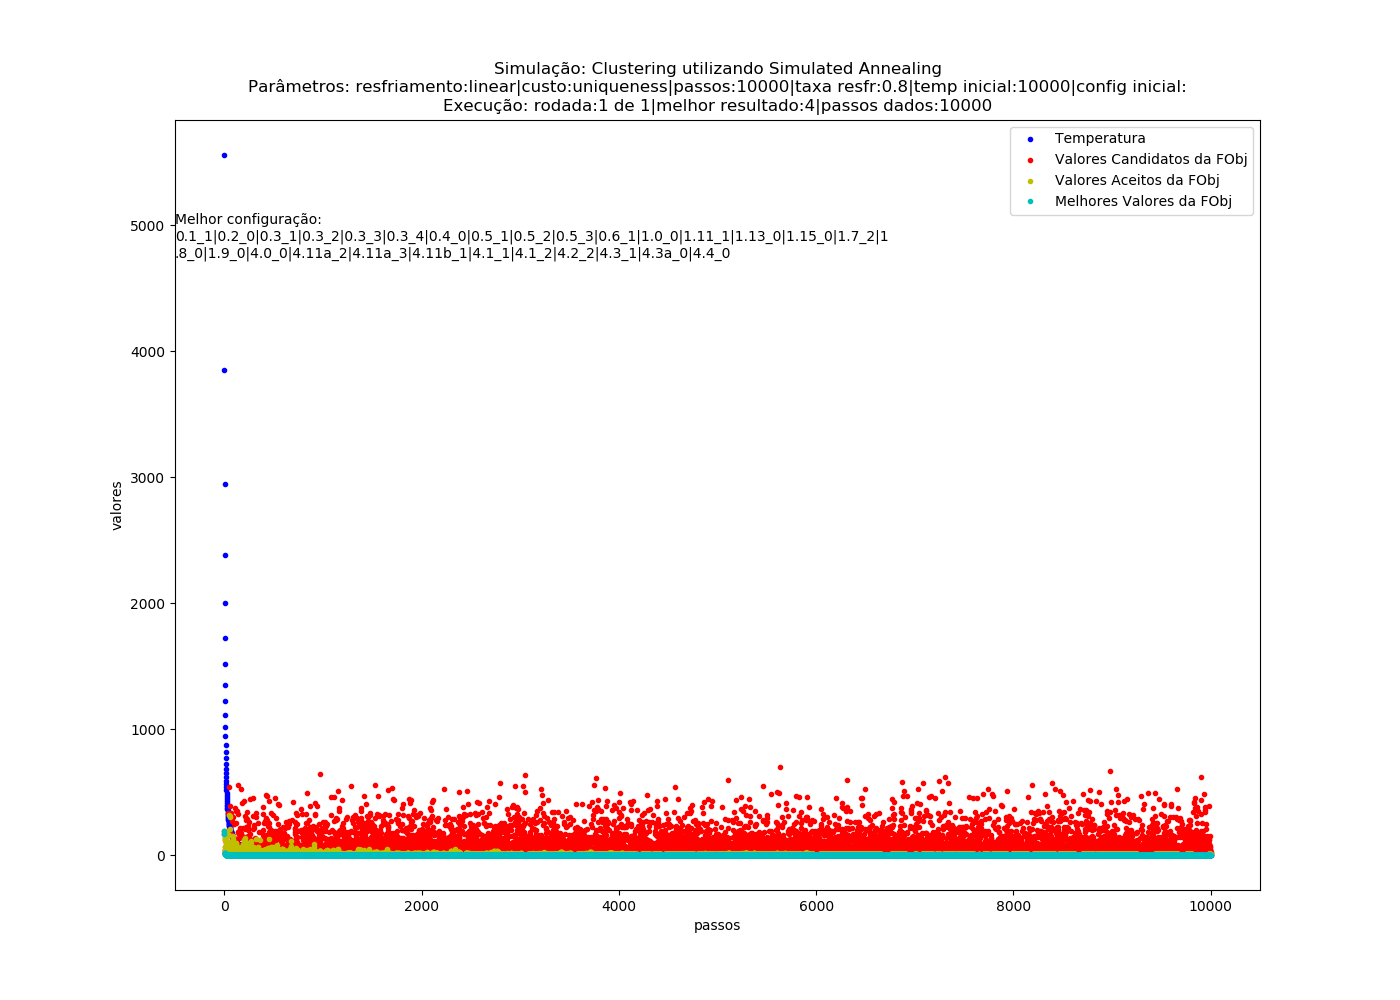 Simulação: Clustering utilizando Simulated Annealing
Parâmetros: resfriamento:linear|custo:uniqueness|passos:10000|taxa resfr:0.8|temp inicial:10000|config inicial:
Execução: rodada:1 de 1|melhor resultado:4|passos dados:10000
Temperatura
Valores Candidatos da FObj
Valores Aceitos da FObj
Melhores Valores da FObj
Melhor configuração:
0.1_1|0.2_0|0.3_1|0.3_2|0.3_3|0.3_4|0.4_0|0.5_1|0.5_2|0.5_3|0.6_1|1.0_0|1.11_1|1.13_0|1.15_0|1.7_2|1
.8_0|1.9_0|4.0_0|4.11a_2|4.11a_3|4.11b_1|4.1_1|4.1_2|4.2_2|4.3_1|4.3a_0|4.4_0
5000
4000
3000
2000
1000
0
valores
0 2000 4000 6000 8000 10000
passos